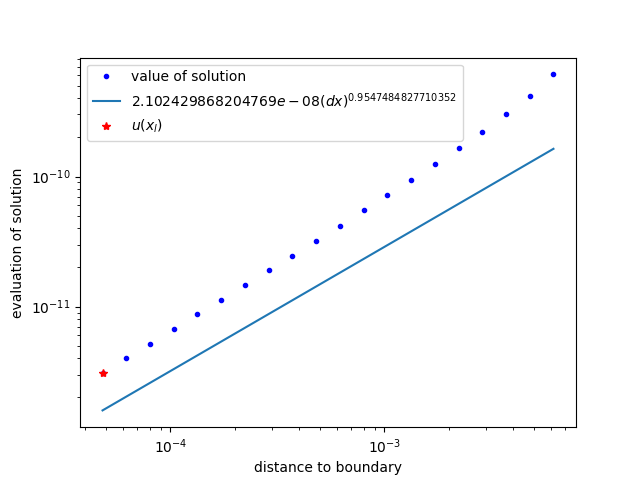 value of solution
2.102429868204769e − 08(dx)^0.9547484827710352
u(x_l)
10^−10
10^−11
evaluation of solution
10^−4
10^−3
distance to boundary